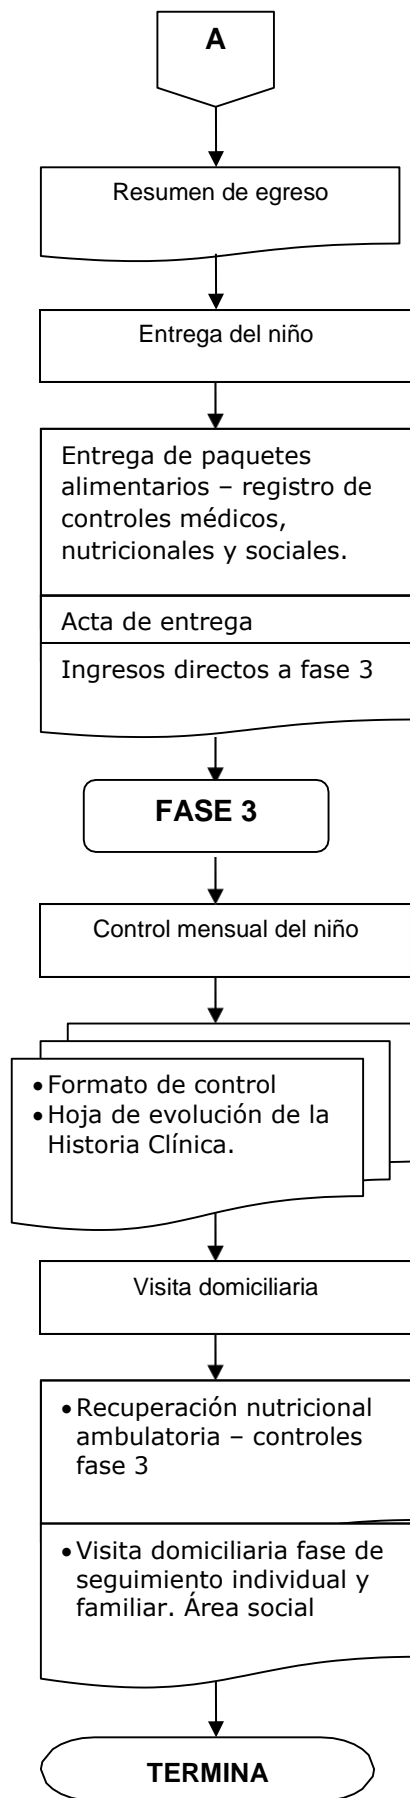 A
Resumen de egreso
Entrega del niño
Entrega de paquetes
alimentarios – registro de
controles médicos,
nutricionales y sociales.
Acta de entrega
Ingresos directos a fase 3
FASE 3
Control mensual del niño
• Formato de control
• Hoja de evolución de la
Historia Clínica.
Visita domiciliaria
• Recuperación nutricional
ambulatoria – controles
fase 3
• Visita domiciliaria fase de
seguimiento individual y
familiar. Área social
TERMINA